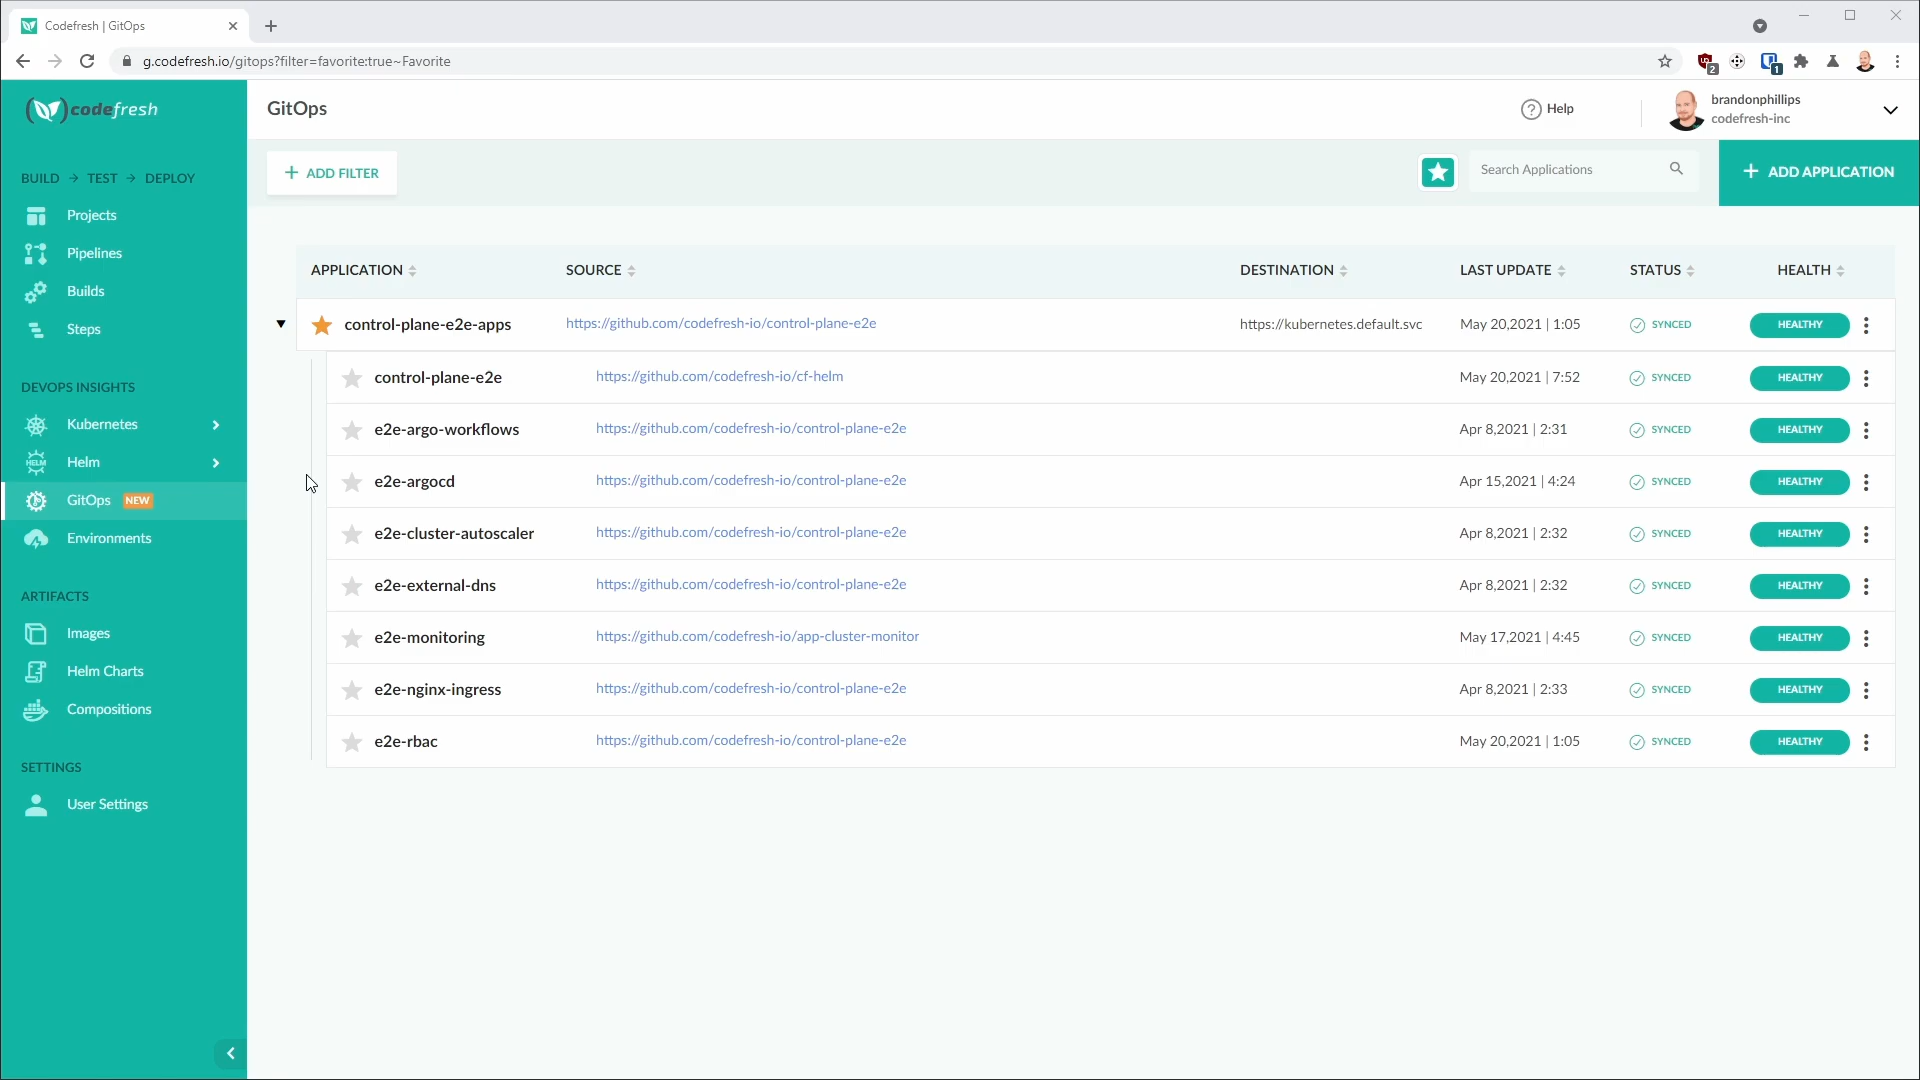 Codefresh | GitOps
g.codefresh.io/gitops?filter=favorite:true~Favorite
2
1
codefresh
GitOps
Help
brandonphillips
codefresh-inc
ADD FILTER
Search Applications
ADD APPLICATION
BUILD → TEST → DEPLOY
Projects
Pipelines
Builds
Steps
DEVOPS INSIGHTS
Kubernetes
HELM Helm
GitOps NEW
Environments
ARTIFACTS
Images
Helm Charts
Compositions
SETTINGS
User Settings
APPLICATION SOURCE DESTINATION LAST UPDATE STATUS HEALTH
control-plane-e2e-apps https://github.com/codefresh-io/control-plane-e2e https://kubernetes.default.svc May 20,2021 | 1:05 SYNCED HEALTHY
control-plane-e2e https://github.com/codefresh-io/cf-helm May 20,2021 | 7:52 SYNCED HEALTHY
e2e-argo-workflows https://github.com/codefresh-io/control-plane-e2e Apr 8,2021 | 2:31 SYNCED HEALTHY
e2e-argocd https://github.com/codefresh-io/control-plane-e2e Apr 15,2021 | 4:24 SYNCED HEALTHY
e2e-cluster-autoscaler https://github.com/codefresh-io/control-plane-e2e Apr 8,2021 | 2:32 SYNCED HEALTHY
e2e-external-dns https://github.com/codefresh-io/control-plane-e2e Apr 8,2021 | 2:32 SYNCED HEALTHY
e2e-monitoring https://github.com/codefresh-io/app-cluster-monitor May 17,2021 | 4:45 SYNCED HEALTHY
e2e-nginx-ingress https://github.com/codefresh-io/control-plane-e2e Apr 8,2021 | 2:33 SYNCED HEALTHY
e2e-rbac https://github.com/codefresh-io/control-plane-e2e May 20,2021 | 1:05 SYNCED HEALTHY